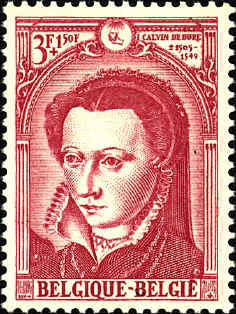 3F+1,50F
CALVIN DE BURE
± 1505-
1549
BELGIQUE-BELGIË